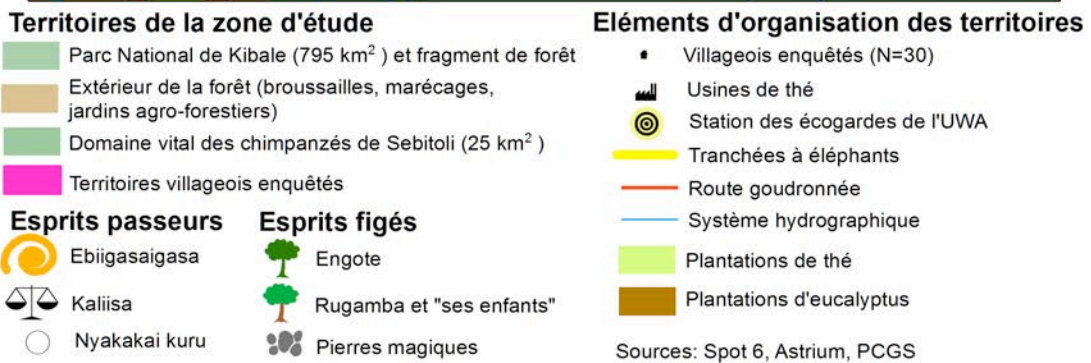 Territoires de la zone d'étude
Parc National de Kibale (795 km² ) et fragment de forêt
Extérieur de la forêt (broussailles, marécages,
jardins agro-forestiers)
Domaine vital des chimpanzés de Sebitoli (25 km² )
Territoires villageois enquêtés
Esprits passeurs
Ebiigasaigasa
Kaliisa
Nyakakai kuru
Esprits figés
Engote
Rugamba et "ses enfants"
Pierres magiques
Eléments d'organisation des territoires
Villageois enquêtés (N=30)
Usines de thé
Station des écogardes de l'UWA
Tranchées à éléphants
Route goudronnée
Système hydrographique
Plantations de thé
Plantations d'eucalyptus
Sources: Spot 6, Astrium, PCGS